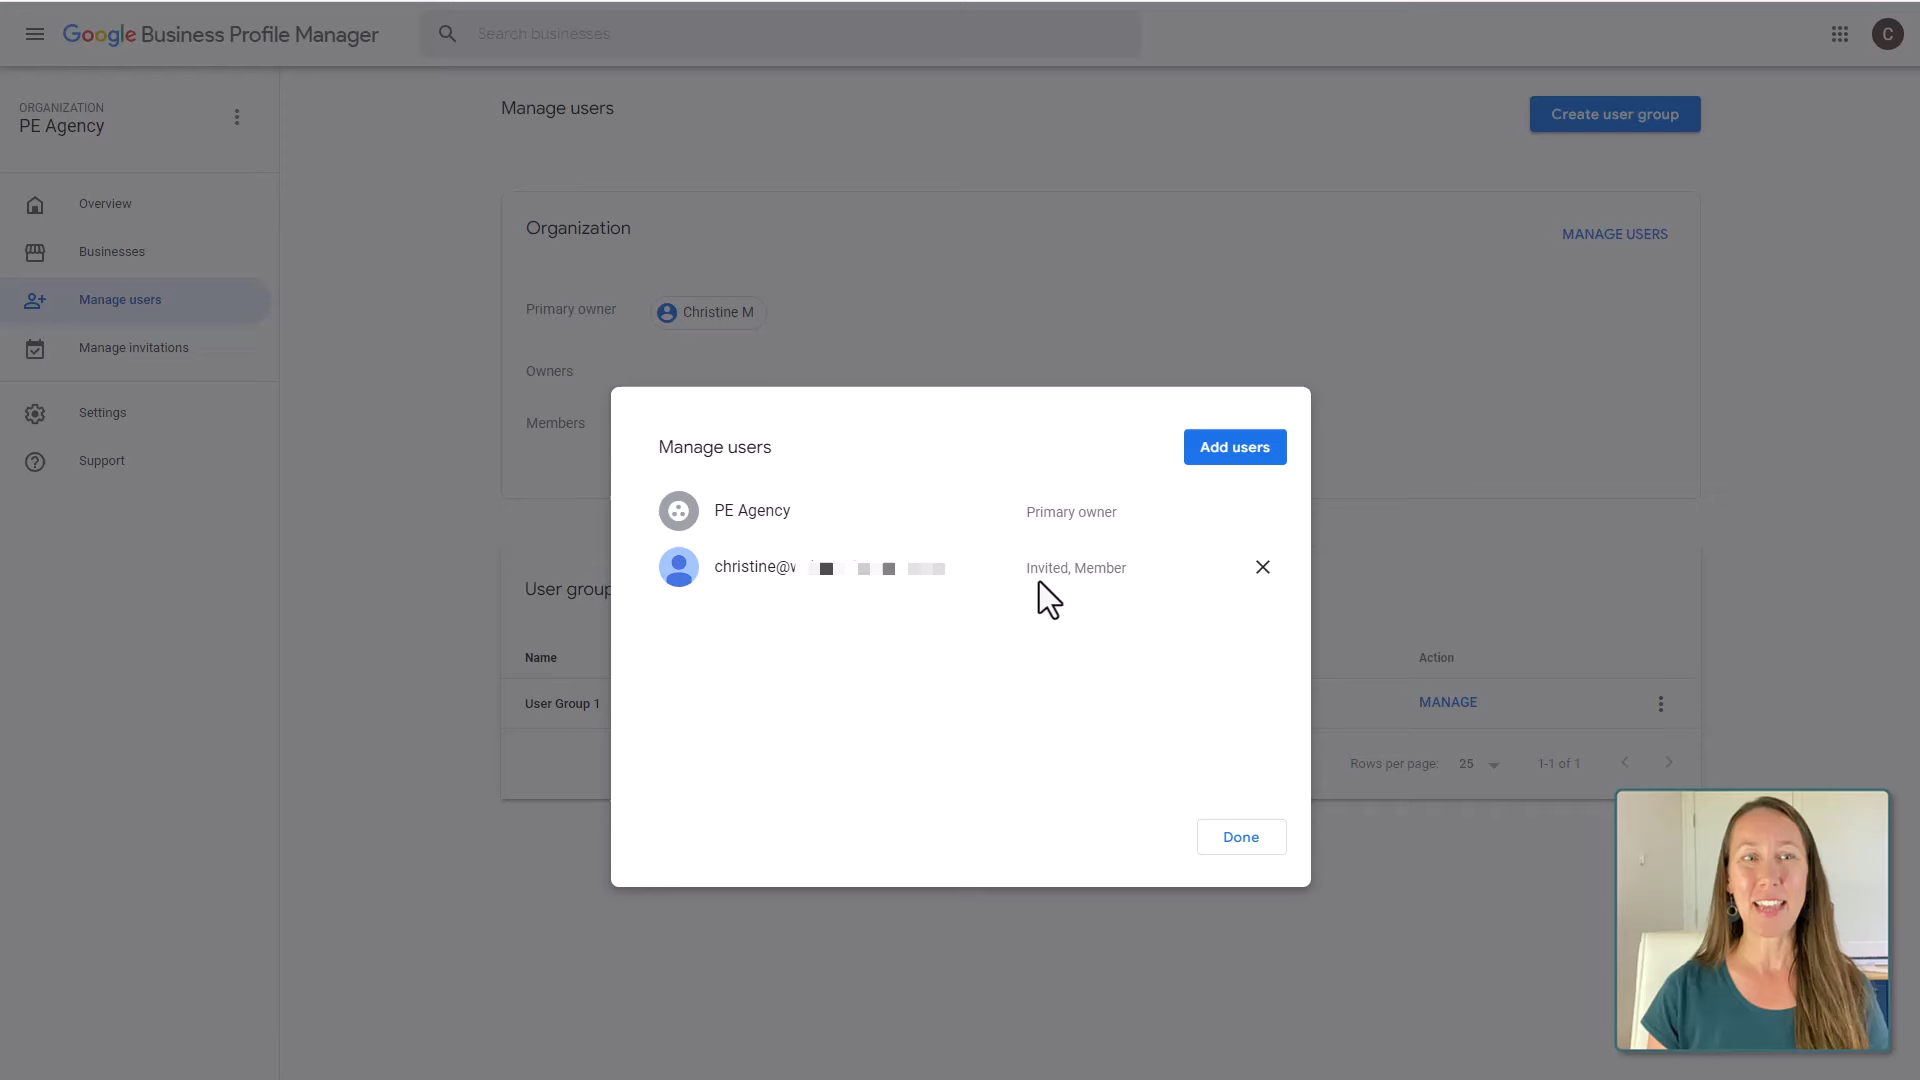 Google Business Profile Manager
Search businesses
C
ORGANIZATION
PE Agency
Overview
Businesses
Manage users
Manage invitations
Settings
Support
Manage users
Create user group
Organization
MANAGE USERS
Primary owner
Christine M
Owners
Members
Manage users
Add users
PE Agency
Primary owner
christine@
Invited, Member
Done
User group
Name
Action
User Group 1
MANAGE
Rows per page: 25
1-1 of 1